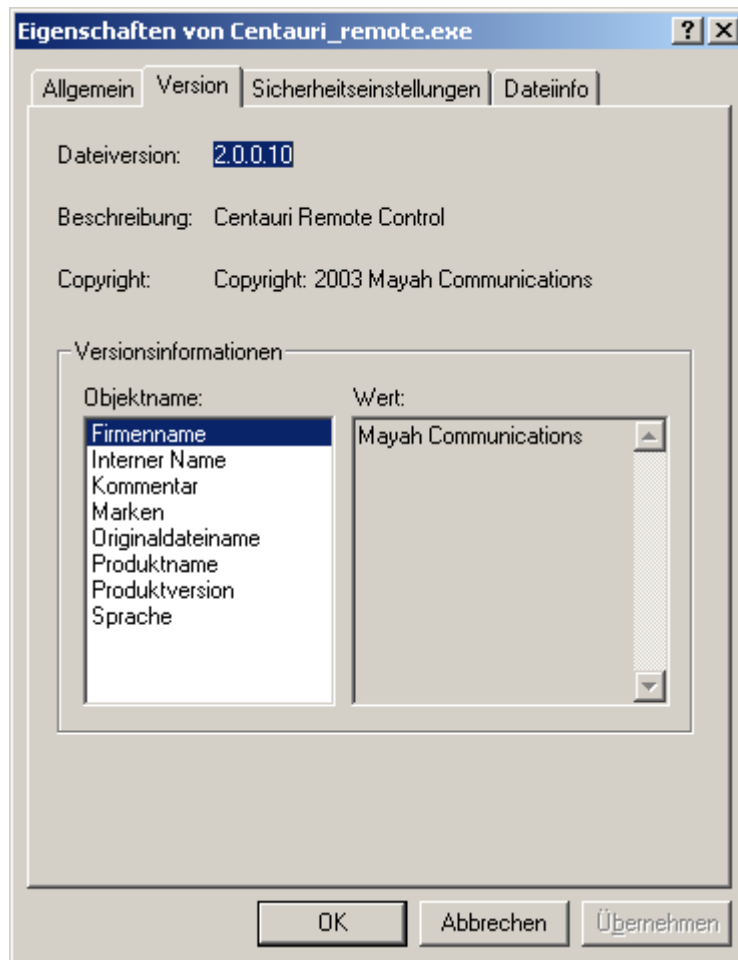 Eigenschaften von Centauri_remote.exe
Allgemein Version Sicherheitseinstellungen Dateiinfo
Dateiversion: 2.0.0.10
Beschreibung: Centauri Remote Control
Copyright: Copyright: 2003 Mayah Communications
Versionsinformationen
Objektname: Wert:
Firmenname Mayah Communications
Interner Name
Kommentar
Marken
Originaldateiname
Produktname
Produktversion
Sprache
OK Abbrechen Übernehmen